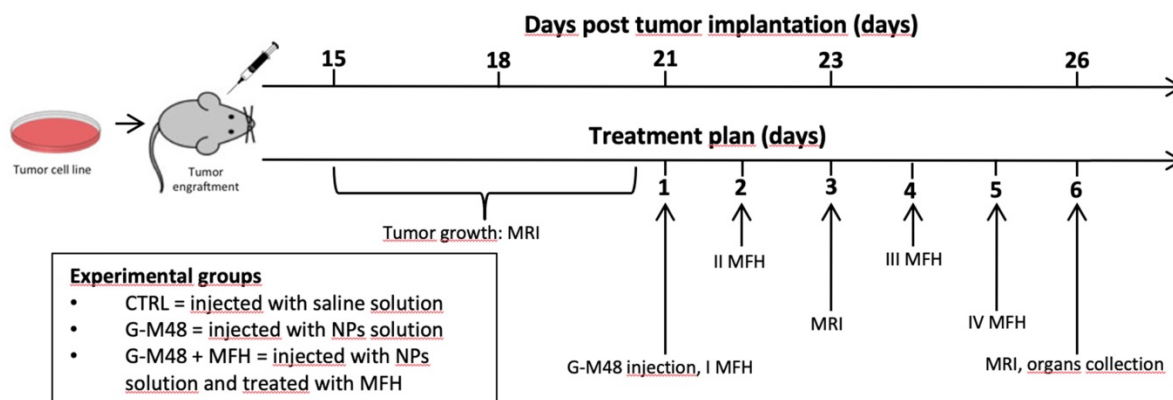 Days post tumor implantation (days)
15 18 21 23 26
Treatment plan (days)
Tumor cell line
Tumor
engraftment
1 2 3 4 5 6
Tumor growth: MRI
II MFH
III MFH
MRI
IV MFH
G-M48 injection, I MFH
MRI, organs collection
Experimental groups
• CTRL = injected with saline solution
• G-M48 = injected with NPs solution
• G-M48 + MFH = injected with NPs
solution and treated with MFH